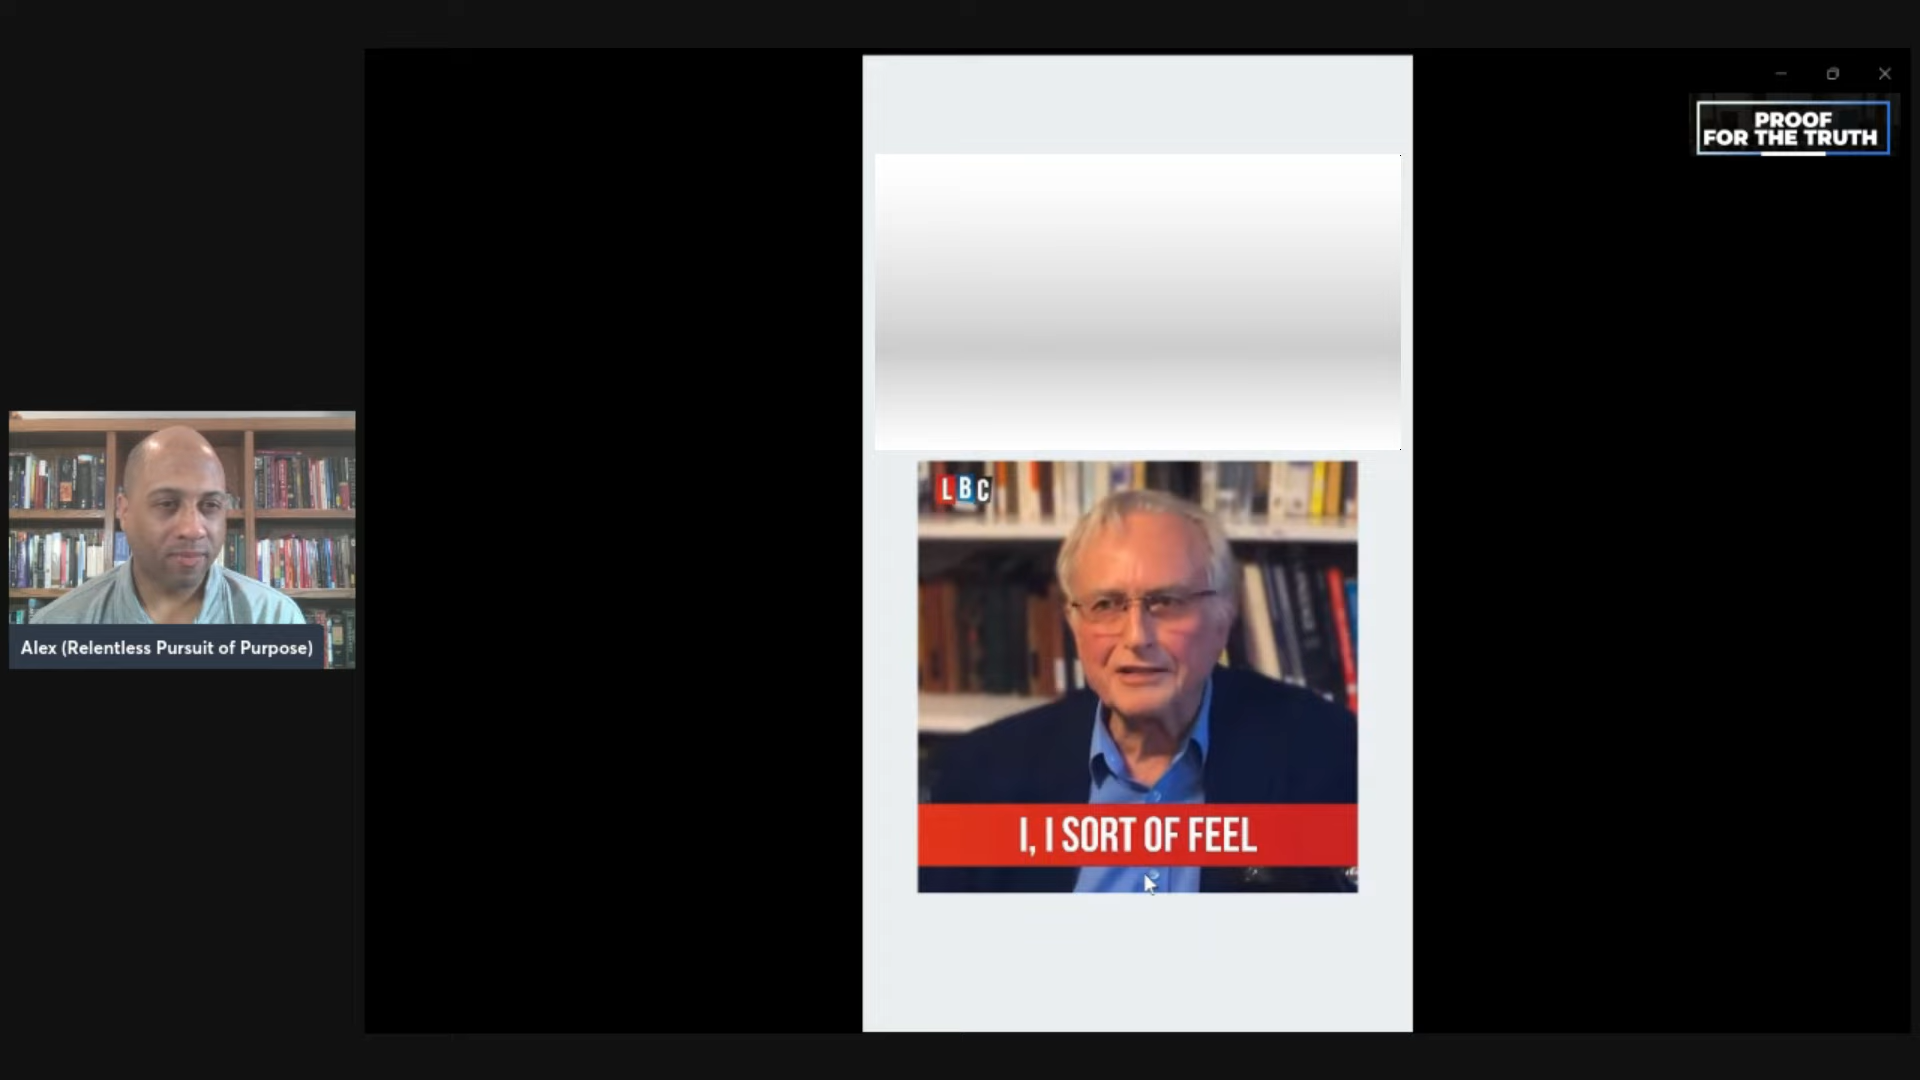 PROOF
FOR THE TRUTH
LBC
I, I SORT OF FEEL
Alex (Relentless Pursuit of Purpose)